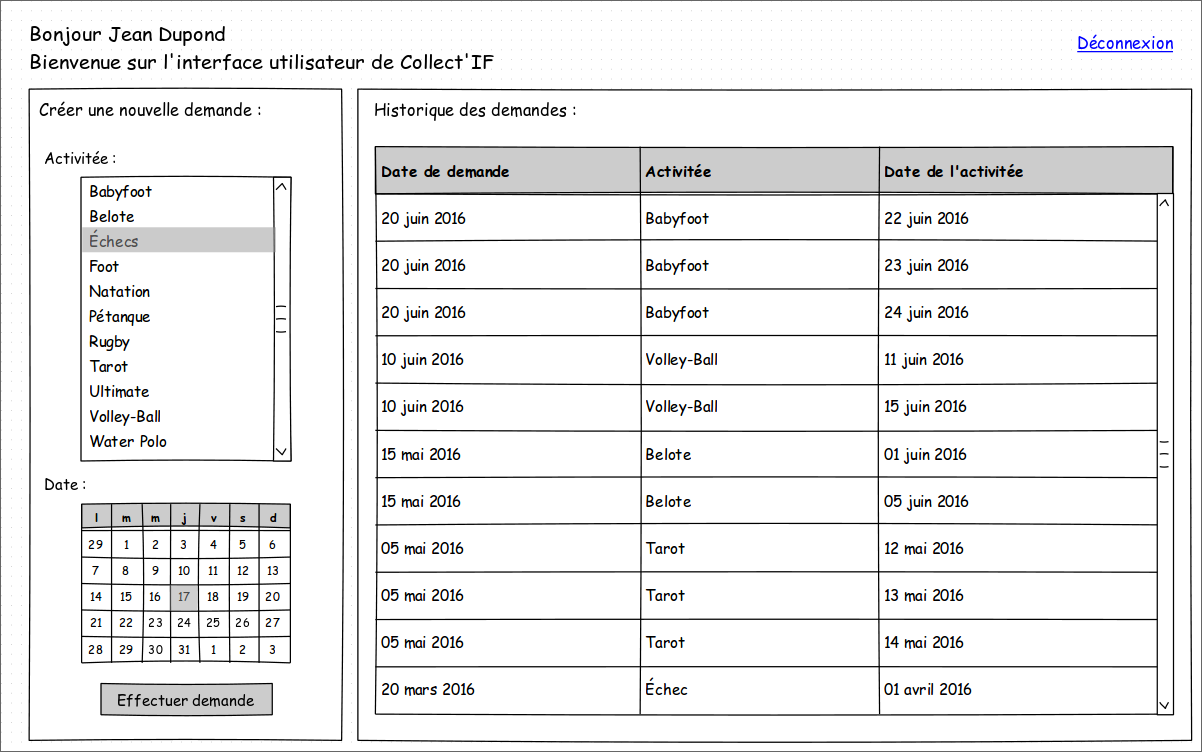 Bonjour Jean Dupond
Bienvenue sur l'interface utilisateur de Collect'IF
Déconnexion
Créer une nouvelle demande :
Activitée :
Babyfoot
Belote
Échecs
Foot
Natation
Pétanque
Rugby
Tarot
Ultimate
Volley-Ball
Water Polo
Date :
l m m j v s d
29 1 2 3 4 5 6
7 8 9 10 11 12 13
14 15 16 17 18 19 20
21 22 23 24 25 26 27
28 29 30 31 1 2 3
Effectuer demande
Historique des demandes :
Date de demande Activitée Date de l'activitée
20 juin 2016 Babyfoot 22 juin 2016
20 juin 2016 Babyfoot 23 juin 2016
20 juin 2016 Babyfoot 24 juin 2016
10 juin 2016 Volley-Ball 11 juin 2016
10 juin 2016 Volley-Ball 15 juin 2016
15 mai 2016 Belote 01 juin 2016
15 mai 2016 Belote 05 juin 2016
05 mai 2016 Tarot 12 mai 2016
05 mai 2016 Tarot 13 mai 2016
05 mai 2016 Tarot 14 mai 2016
20 mars 2016 Échec 01 avril 2016